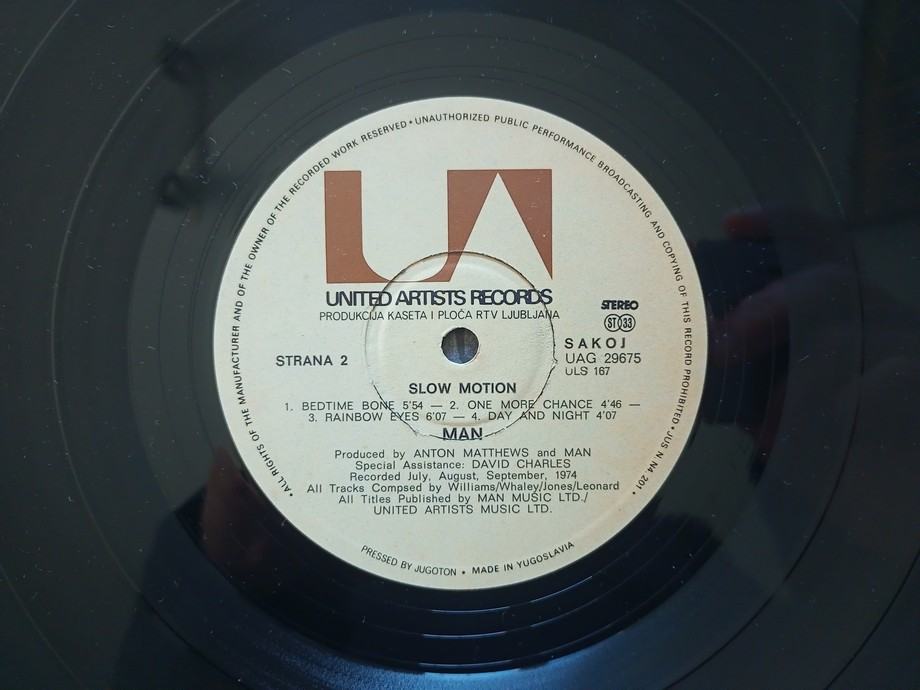 • ALL RIGHTS OF THE MANUFACTURER AND OF THE OWNER OF THE RECORDED WORK RESERVED • UNAUTHORIZED PUBLIC PERFORMANCE BROADCASTING AND COPYING OF THIS RECORD PROHIBITED • JUS N N4 201 •
UA
UNITED ARTISTS RECORDS
PRODUKCIJA KASETA I PLOČA RTV LJUBLJANA
STEREO
ST 33
STRANA 2
SAKOJ
UAG 29675
ULS 167
SLOW MOTION
1. BEDTIME BONE 5'54 — 2. ONE MORE CHANCE 4'46 —
3. RAINBOW EYES 6'07 — 4. DAY AND NIGHT 4'07
MAN
Produced by ANTON MATTHEWS and MAN
Special Assistance: DAVID CHARLES
Recorded July, August, September, 1974
All Tracks Compsed by Williams/Whaley/Jones/Leonard
All Titles Published by MAN MUSIC LTD./
UNITED ARTISTS MUSIC LTD.
PRESSED BY JUGOTON • MADE IN YUGOSLAVIA